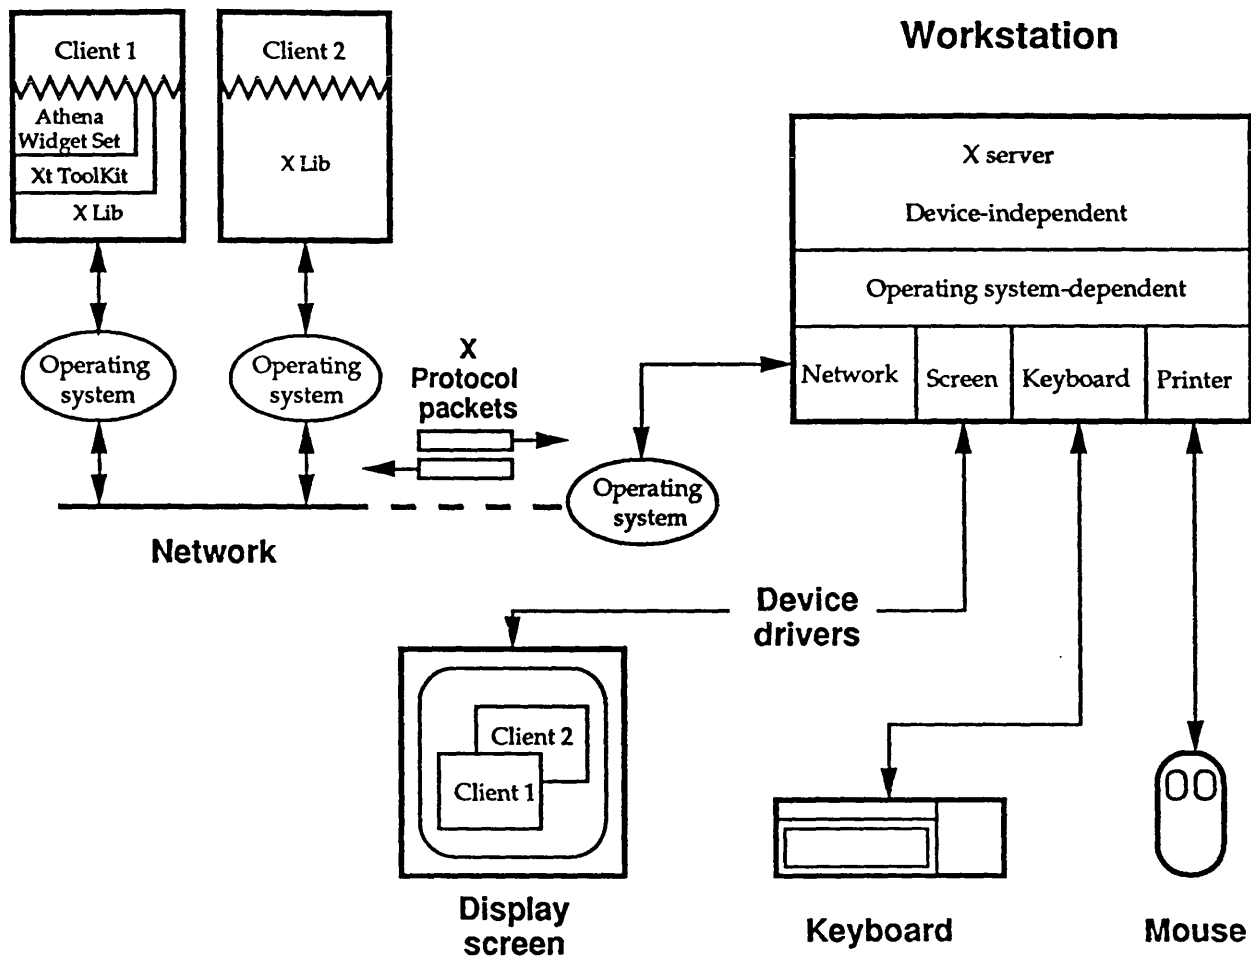 Client 1
Athena
Widget Set
Xt ToolKit
X Lib
Client 2
X Lib
Workstation
X server
Device-independent
Operating system-dependent
Network
Screen
Keyboard
Printer
Operating
system
Operating
system
X
Protocol
packets
Operating
system
Network
Device
drivers
Client 2
Client 1
Display
screen
Keyboard
Mouse